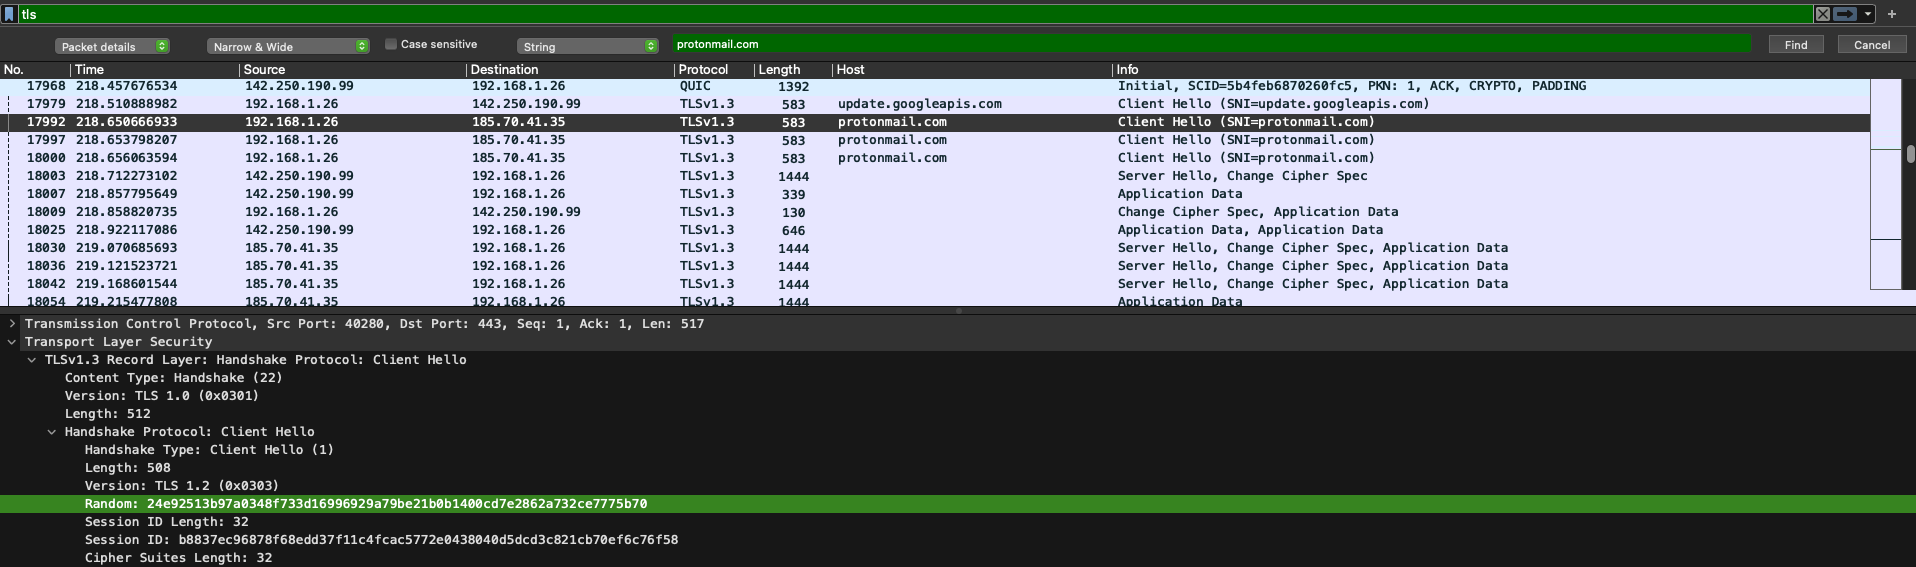 tls
Packet details Narrow & Wide Case sensitive String protonmail.com Find Cancel
No. Time Source Destination Protocol Length Host Info
17968 218.457676534 142.250.190.99 192.168.1.26 QUIC 1392 Initial, SCID=5b4feb6870260fc5, PKN: 1, ACK, CRYPTO, PADDING
17979 218.510888982 192.168.1.26 142.250.190.99 TLSv1.3 583 update.googleapis.com Client Hello (SNI=update.googleapis.com)
17992 218.650666933 192.168.1.26 185.70.41.35 TLSv1.3 583 protonmail.com Client Hello (SNI=protonmail.com)
17997 218.653798207 192.168.1.26 185.70.41.35 TLSv1.3 583 protonmail.com Client Hello (SNI=protonmail.com)
18000 218.656063594 192.168.1.26 185.70.41.35 TLSv1.3 583 protonmail.com Client Hello (SNI=protonmail.com)
18003 218.712273102 142.250.190.99 192.168.1.26 TLSv1.3 1444 Server Hello, Change Cipher Spec
18007 218.857795649 142.250.190.99 192.168.1.26 TLSv1.3 339 Application Data
18009 218.858820735 192.168.1.26 142.250.190.99 TLSv1.3 130 Change Cipher Spec, Application Data
18025 218.922117086 142.250.190.99 192.168.1.26 TLSv1.3 646 Application Data, Application Data
18030 219.070685693 185.70.41.35 192.168.1.26 TLSv1.3 1444 Server Hello, Change Cipher Spec, Application Data
18036 219.121523721 185.70.41.35 192.168.1.26 TLSv1.3 1444 Server Hello, Change Cipher Spec, Application Data
18042 219.168601544 185.70.41.35 192.168.1.26 TLSv1.3 1444 Server Hello, Change Cipher Spec, Application Data
18054 219.215477808 185.70.41.35 192.168.1.26 TLSv1.3 1444 Application Data
Transmission Control Protocol, Src Port: 40280, Dst Port: 443, Seq: 1, Ack: 1, Len: 517
Transport Layer Security
TLSv1.3 Record Layer: Handshake Protocol: Client Hello
Content Type: Handshake (22)
Version: TLS 1.0 (0x0301)
Length: 512
Handshake Protocol: Client Hello
Handshake Type: Client Hello (1)
Length: 508
Version: TLS 1.2 (0x0303)
Random: 24e92513b97a0348f733d16996929a79be21b0b1400cd7e2862a732ce7775b70
Session ID Length: 32
Session ID: b8837ec96878f68edd37f11c4fcac5772e0438040d5dcd3c821cb70ef6c76f58
Cipher Suites Length: 32